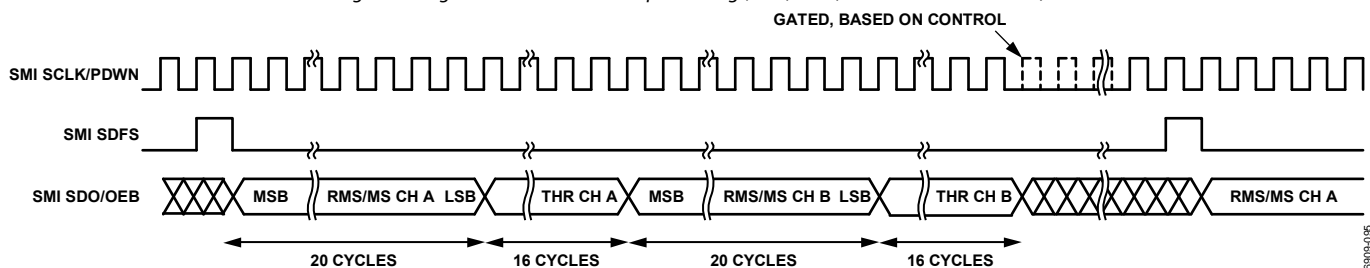 GATED, BASED ON CONTROL
SMI SCLK/PDWN
SMI SDFS
SMI SDO/OEB
MSB
RMS/MS CH A LSB
THR CH A
MSB
RMS/MS CH B LSB
THR CH B
RMS/MS CH A
20 CYCLES
16 CYCLES
20 CYCLES
16 CYCLES